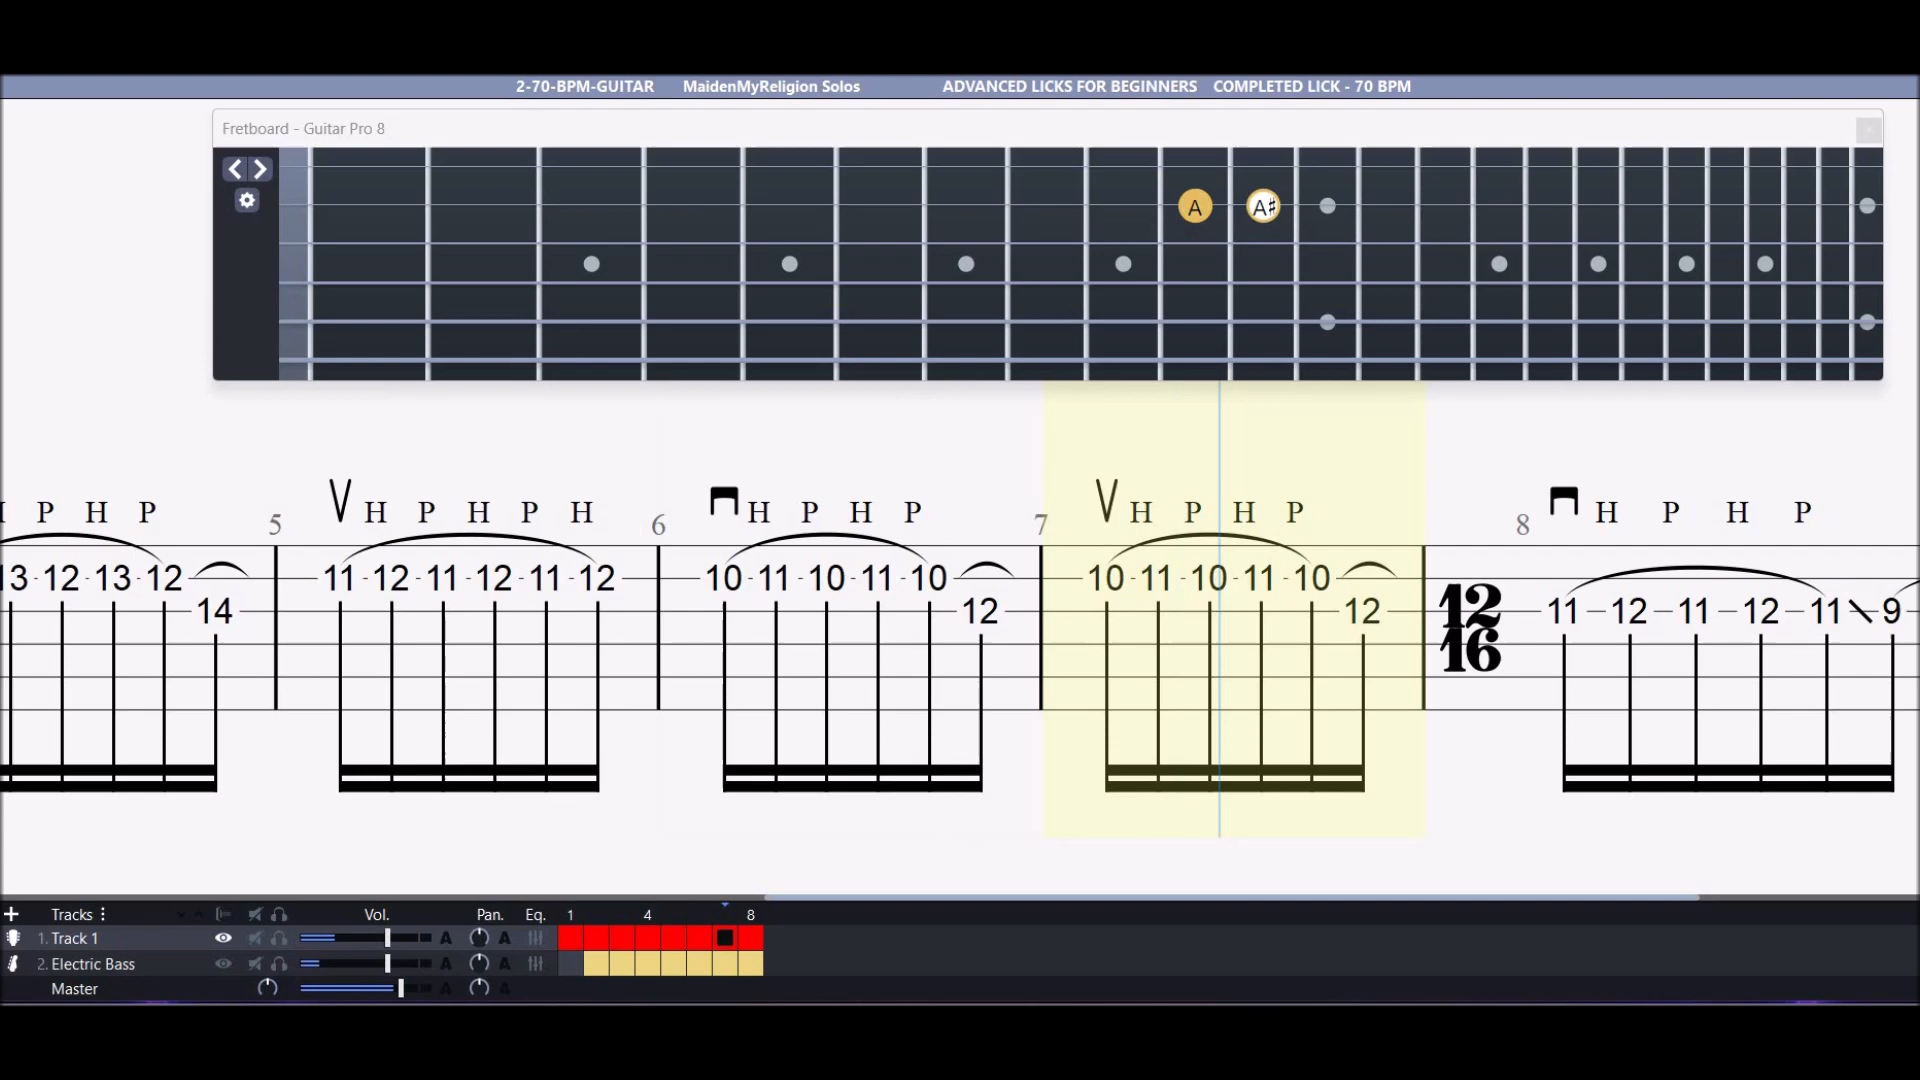 2-70-BPM-GUITAR MaidenMyReligion Solos ADVANCED LICKS FOR BEGINNERS COMPLETED LICK - 70 BPM
Fretboard - Guitar Pro 8
A A♯
P H P 5 H P H P H 6 H P H P 7 H P H P 8 H P H P
13 12 13 12 11 12 11 12 11 12 10 11 10 11 10 10 11 10 11 10
14 12 12 12 11 12 11 12 11 9
16
Tracks Vol. Pan. Eq. 1 4 8
1. Track 1 A A
2. Electric Bass A A
Master A A